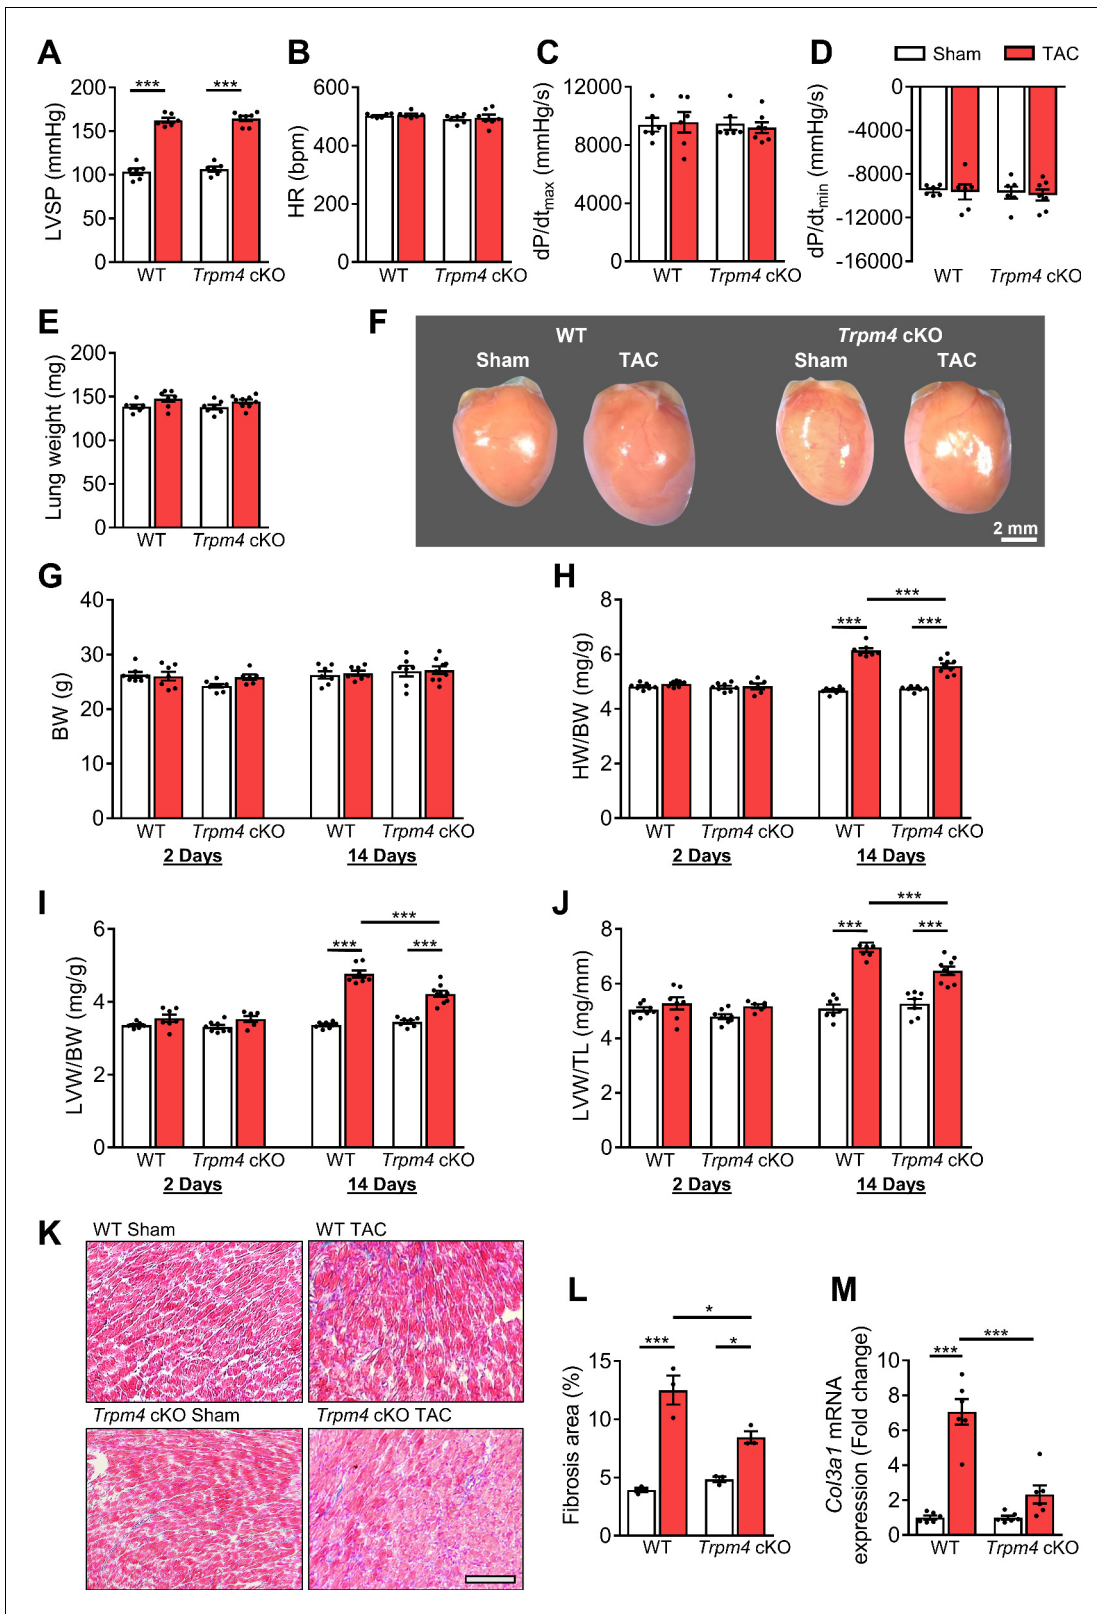 A
LVSP (mmHg)
200
150
100
50
0
***
***
WT
Trpm4 cKO
B
HR (bpm)
600
400
200
0
WT
Trpm4 cKO
C
dP/dtmax (mmHg/s)
12000
9000
6000
3000
0
WT
Trpm4 cKO
D
Sham
TAC
dP/dtmin (mmHg/s)
0
-4000
-8000
-12000
-16000
WT
Trpm4 cKO
E
Lung weight (mg)
200
150
100
50
0
WT
Trpm4 cKO
F
WT
Trpm4 cKO
Sham
TAC
Sham
TAC
2 mm
G
BW (g)
40
30
20
10
0
WT
Trpm4 cKO
WT
Trpm4 cKO
2 Days
14 Days
H
HW/BW (mg/g)
8
6
4
2
0
***
***
***
WT
Trpm4 cKO
WT
Trpm4 cKO
2 Days
14 Days
I
LVW/BW (mg/g)
6
4
2
0
***
***
***
WT
Trpm4 cKO
WT
Trpm4 cKO
2 Days
14 Days
J
LVW/TL (mg/mm)
8
6
4
2
0
***
***
***
WT
Trpm4 cKO
WT
Trpm4 cKO
2 Days
14 Days
K
WT Sham
WT TAC
Trpm4 cKO Sham
Trpm4 cKO TAC
L
Fibrosis area (%)
15
10
5
0
*
***
*
WT
Trpm4 cKO
M
Col3a1 mRNA
expression (Fold change)
10
8
6
4
2
0
***
***
WT
Trpm4 cKO